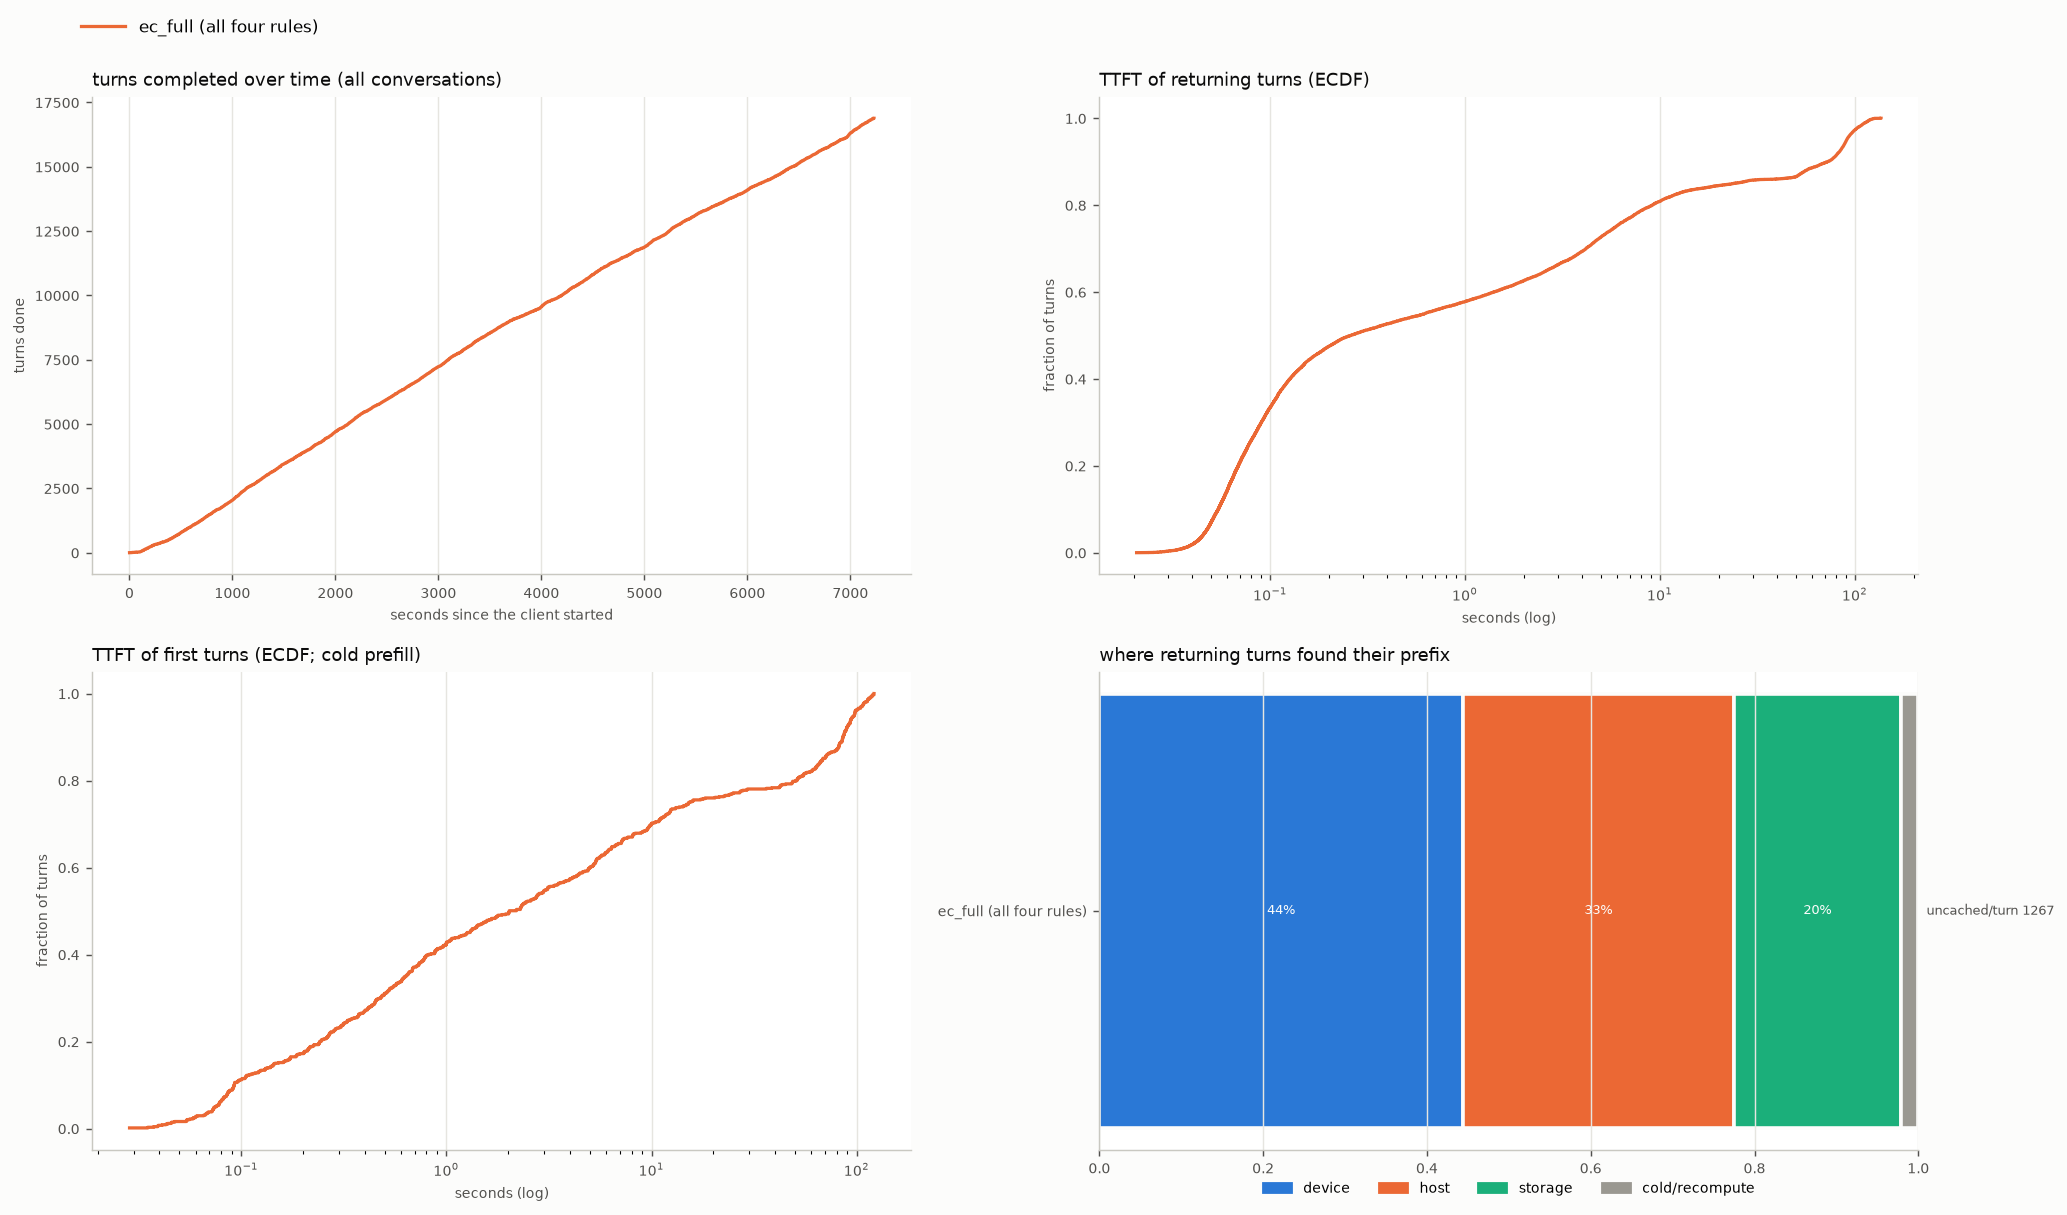 ec_full (all four rules)
turns completed over time (all conversations)
17500
15000
12500
10000
7500
5000
2500
0
turns done
0 1000 2000 3000 4000 5000 6000 7000
seconds since the client started
TTFT of returning turns (ECDF)
1.0
0.8
0.6
0.4
0.2
0.0
fraction of turns
10⁻¹ 10⁰ 10¹ 10²
seconds (log)
TTFT of first turns (ECDF; cold prefill)
1.0
0.8
0.6
0.4
0.2
0.0
fraction of turns
10⁻¹ 10⁰ 10¹ 10²
seconds (log)
where returning turns found their prefix
ec_full (all four rules)
44% 33% 20%
uncached/turn 1267
0.0 0.2 0.4 0.6 0.8 1.0
device host storage cold/recompute